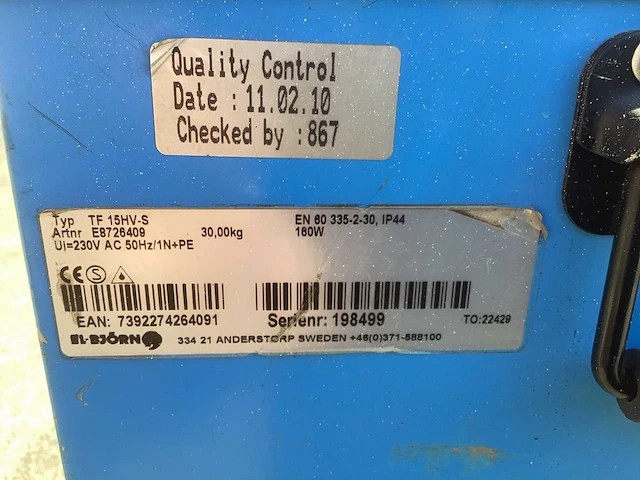 Quality Control
Date : 11.02.10
Checked by : 867
Typ TF 15HV-S EN 60 335-2-30, IP44
Artnr E8726409 30,00kg 160W
UI=230V AC 50Hz/1N+PE
CE S
EAN: 7392274264091 Serienr: 198499 TO:22429
EL-BJÖRN 334 21 ANDERSTORP SWEDEN +46(0)371-588100